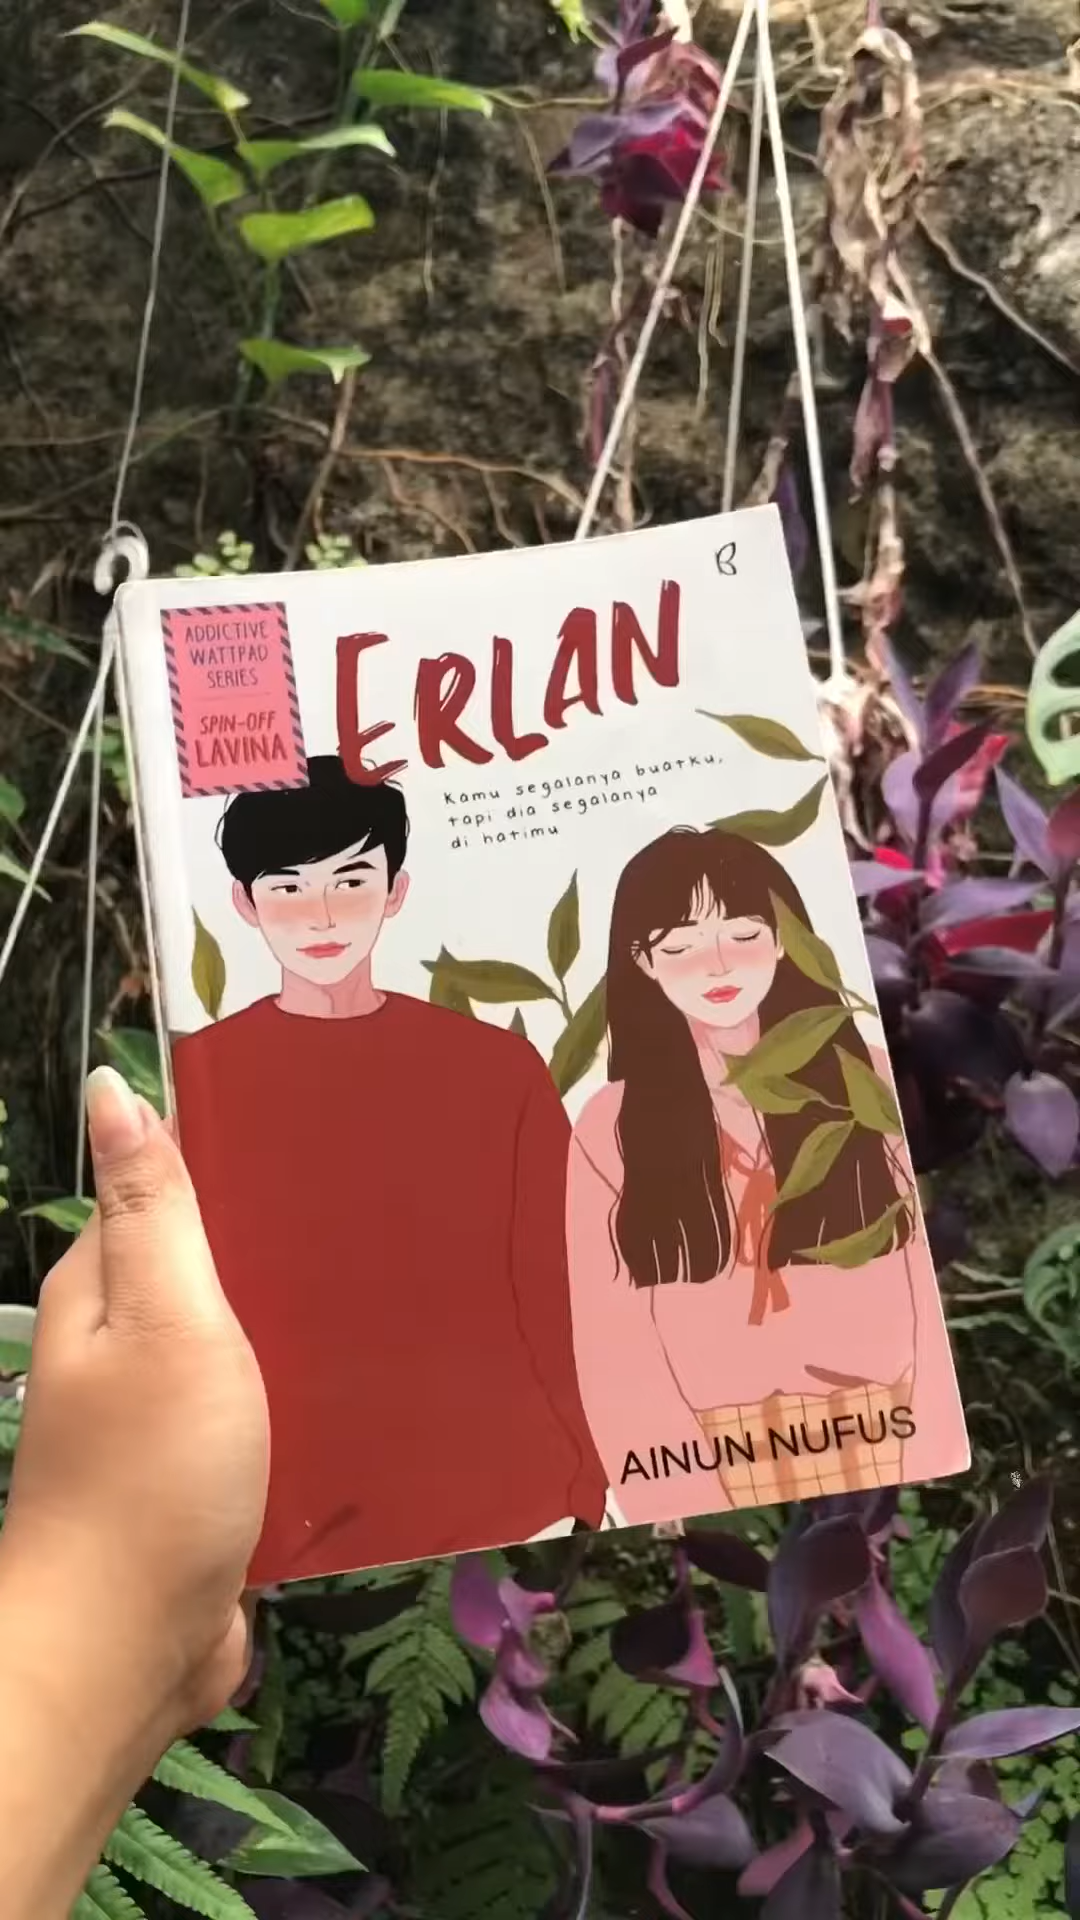 B
ADDICTIVE
WATTPAD
SERIES
SPIN-OFF
LAVINA
ERLAN
Kamu segalanya buatku,
tapi dia segalanya
di hatimu
AINUN NUFUS